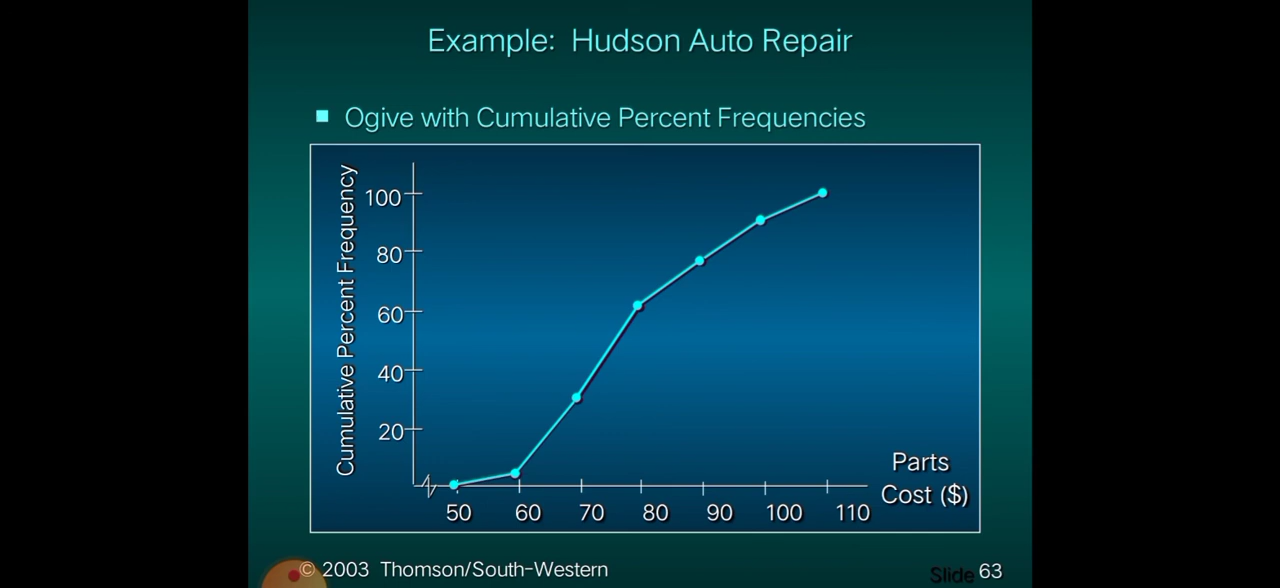 Example: Hudson Auto Repair
Ogive with Cumulative Percent Frequencies
Cumulative Percent Frequency
100
80
60
40
20
Parts
Cost ($)
50 60 70 80 90 100 110
© 2003 Thomson/South-Western
Slide 63